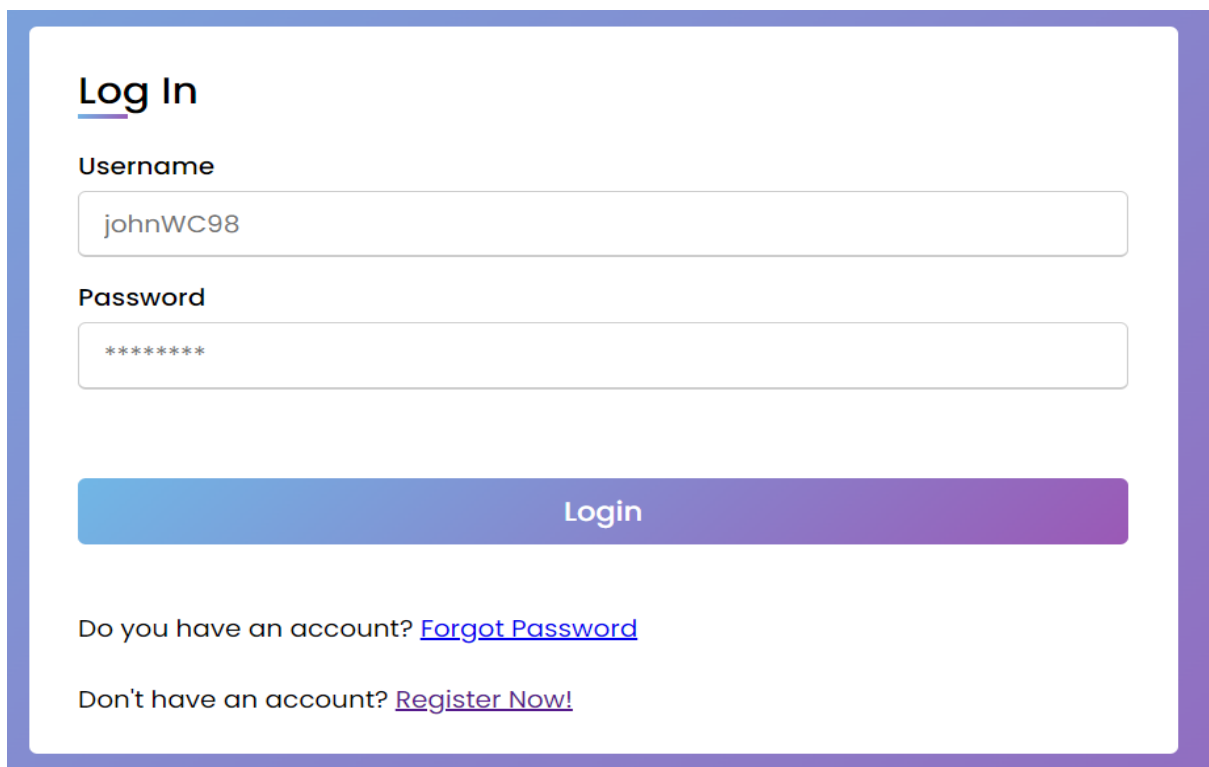 Log In
Username
johnWC98
Password
********
Login
Do you have an account? Forgot Password
Don't have an account? Register Now!